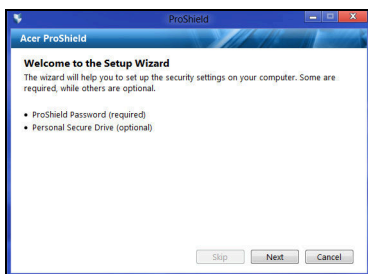 ProShield
Acer ProShield
Welcome to the Setup Wizard
The wizard will help you to set up the security settings on your computer. Some are
required, while others are optional.
• ProShield Password (required)
• Personal Secure Drive (optional)
Skip Next Cancel